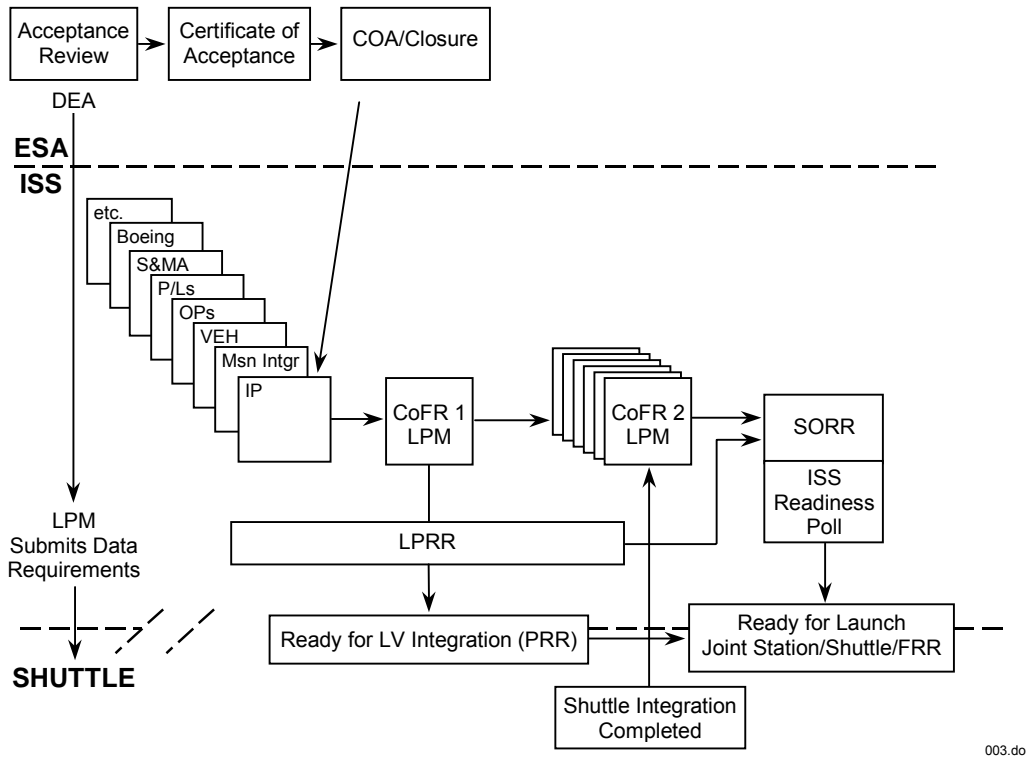 Acceptance
Review
Certificate of
Acceptance
COA/Closure
DEA
ESA
ISS
etc.
Boeing
S&MA
P/Ls
OPs
VEH
Msn Intgr
IP
CoFR 1
LPM
CoFR 2
LPM
SORR
ISS
Readiness
Poll
LPM
Submits Data
Requirements
LPRR
Ready for LV Integration (PRR)
Ready for Launch
Joint Station/Shuttle/FRR
SHUTTLE
Shuttle Integration
Completed
003.do